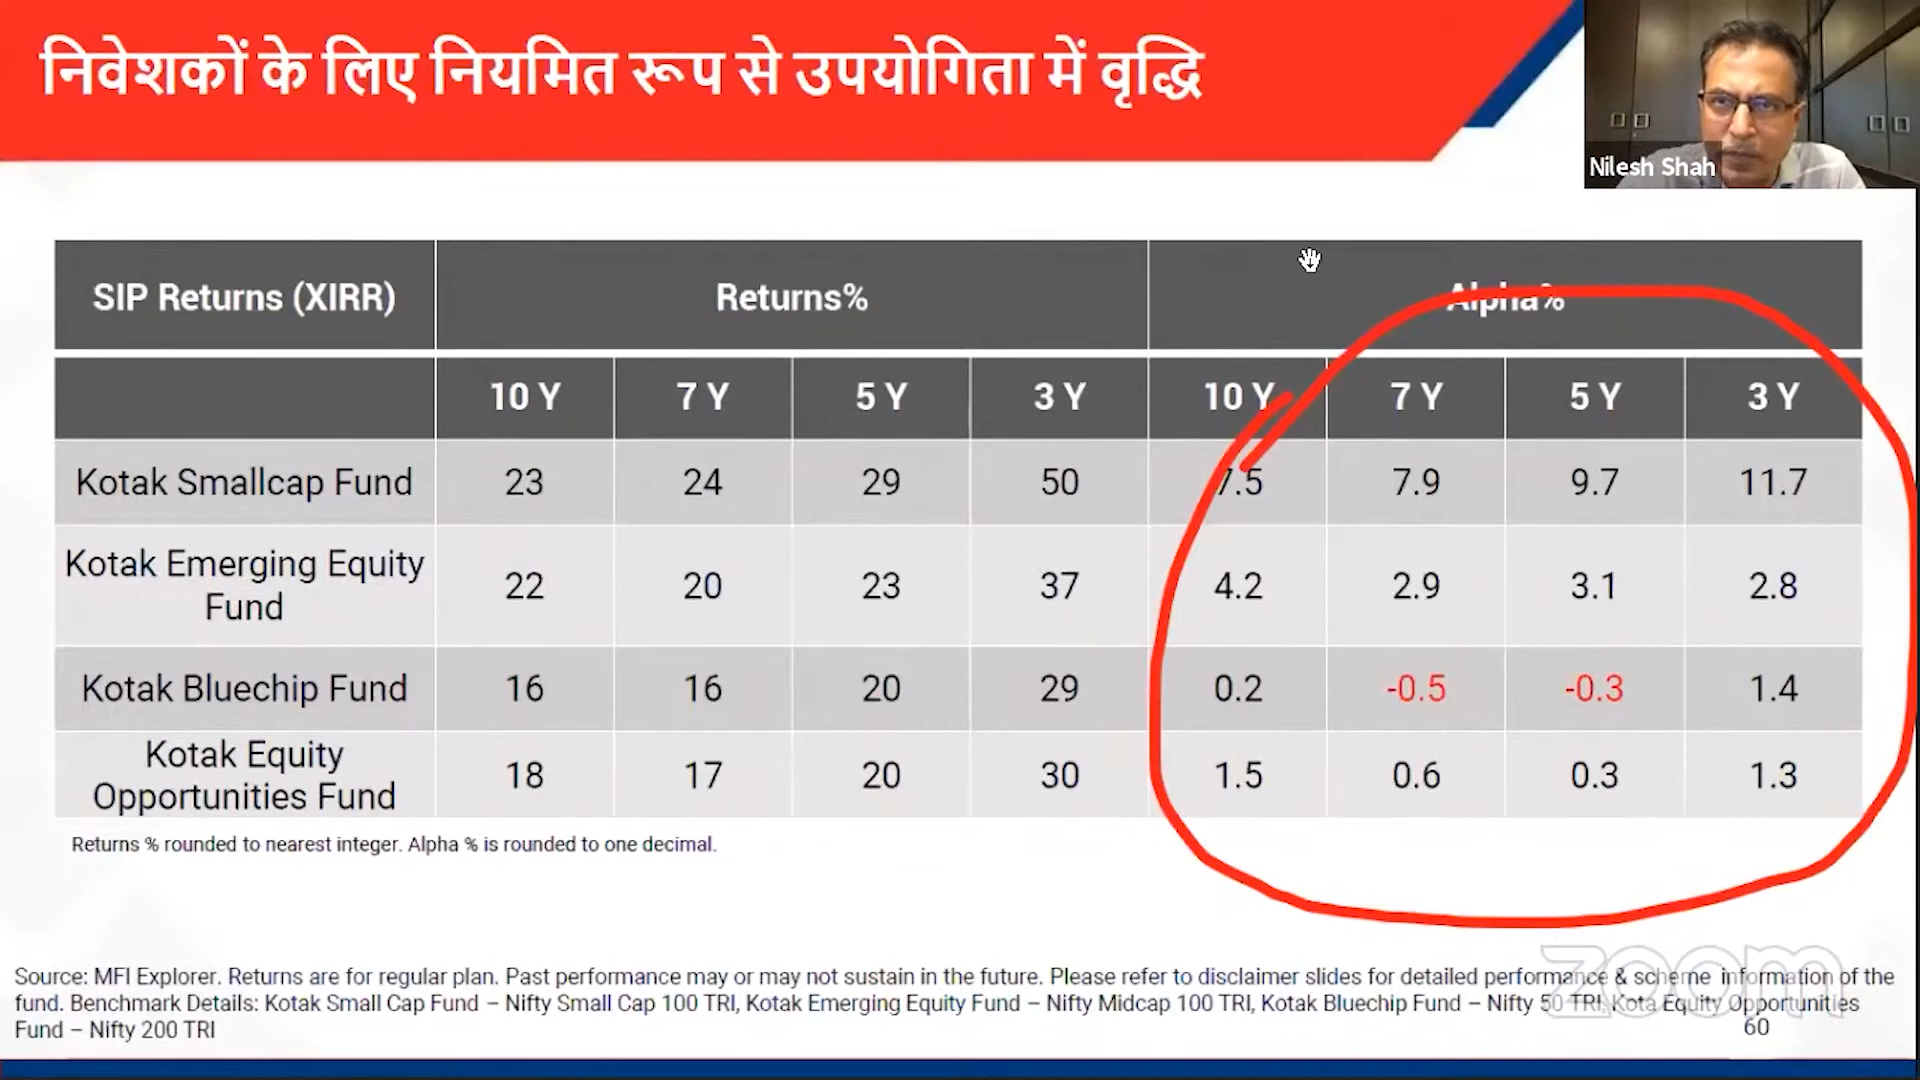 निवेशकों के लिए नियमित रूप से उपयोगिता में वृद्धि
Nilesh Shah
SIP Returns (XIRR) Returns% Alpha%
10 Y 7 Y 5 Y 3 Y 10 Y 7 Y 5 Y 3 Y
Kotak Smallcap Fund 23 24 29 50 7.5 7.9 9.7 11.7
Kotak Emerging Equity
Fund 22 20 23 37 4.2 2.9 3.1 2.8
Kotak Bluechip Fund 16 16 20 29 0.2 -0.5 -0.3 1.4
Kotak Equity
Opportunities Fund 18 17 20 30 1.5 0.6 0.3 1.3
Returns % rounded to nearest integer. Alpha % is rounded to one decimal.
Source: MFI Explorer. Returns are for regular plan. Past performance may or may not sustain in the future. Please refer to disclaimer slides for detailed performance & scheme information of the
fund. Benchmark Details: Kotak Small Cap Fund – Nifty Small Cap 100 TRI, Kotak Emerging Equity Fund – Nifty Midcap 100 TRI, Kotak Bluechip Fund – Nifty 50 TRI, Kota Equity Opportunities
Fund – Nifty 200 TRI
zoom
60